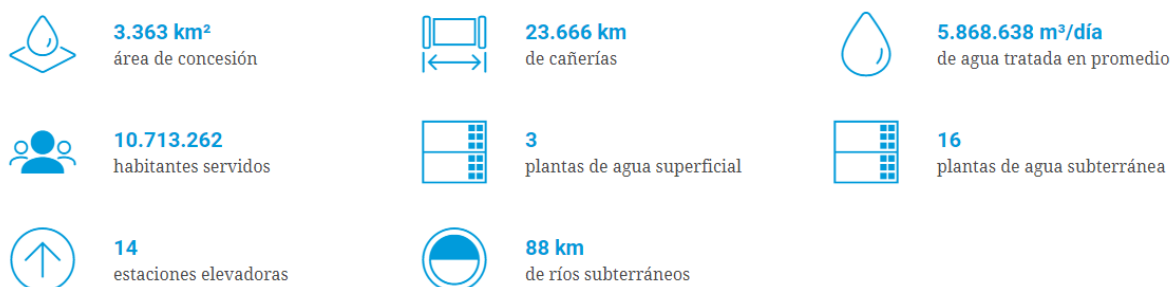 3.363 km²
área de concesión
23.666 km
de cañerías
5.868.638 m³/día
de agua tratada en promedio
10.713.262
habitantes servidos
3
plantas de agua superficial
16
plantas de agua subterránea
14
estaciones elevadoras
88 km
de ríos subterráneos